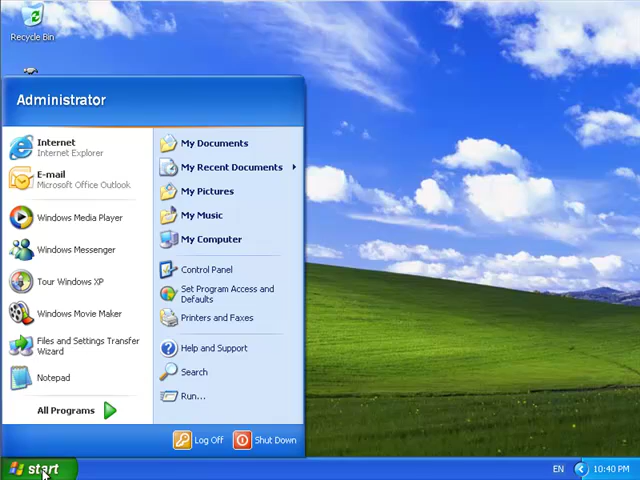 Recycle Bin
Administrator
Internet
Internet Explorer
E-mail
Microsoft Office Outlook
Windows Media Player
Windows Messenger
Tour Windows XP
Windows Movie Maker
Files and Settings Transfer
Wizard
Notepad
All Programs
My Documents
My Recent Documents
My Pictures
My Music
My Computer
Control Panel
Set Program Access and
Defaults
Printers and Faxes
Help and Support
Search
Run...
Log Off
Shut Down
start
EN
10:40 PM